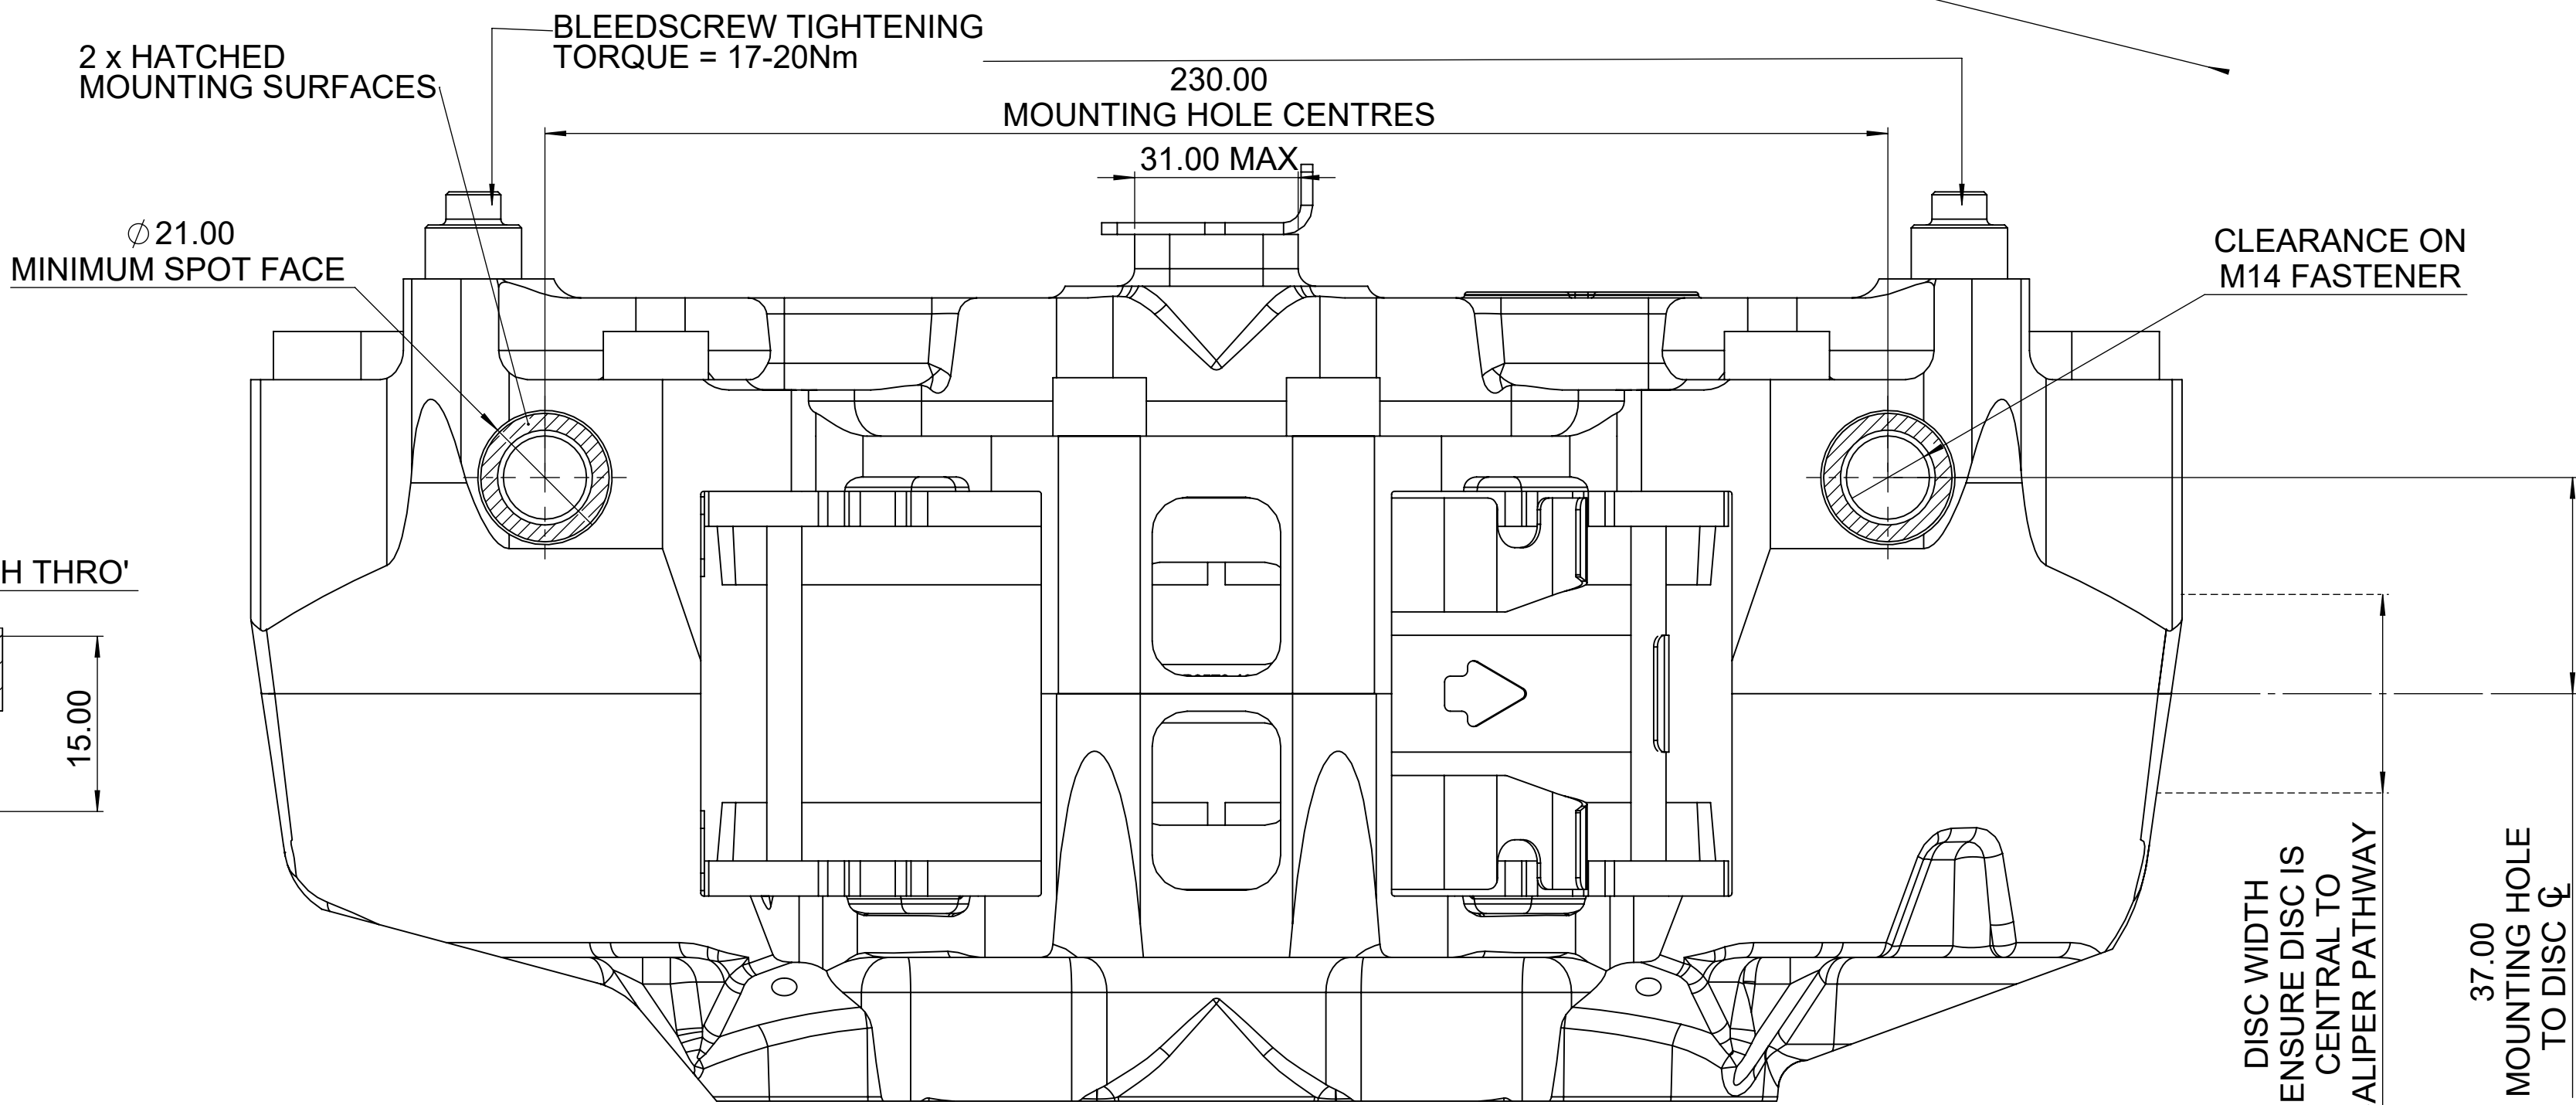 BLEEDSCREW TIGHTENING
TORQUE = 17-20Nm
2 x HATCHED
MOUNTING SURFACES
230.00
MOUNTING HOLE CENTRES
31.00 MAX
⌀21.00
MINIMUM SPOT FACE
CLEARANCE ON
M14 FASTENER
H THRO'
15.00
DISC WIDTH
ENSURE DISC IS
CENTRAL TO
ALIPER PATHWAY
37.00
MOUNTING HOLE
TO DISC ℄